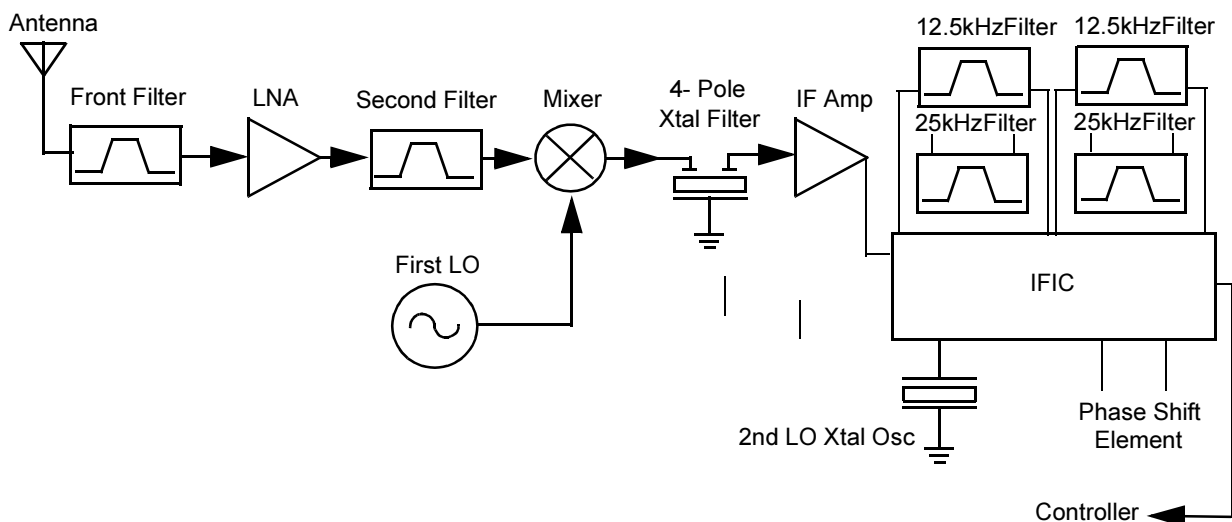 Antenna
12.5kHzFilter
12.5kHzFilter
Front Filter
LNA
Second Filter
Mixer
4- Pole
Xtal Filter
IF Amp
25kHzFilter
25kHzFilter
First LO
IFIC
2nd LO Xtal Osc
Phase Shift
Element
Controller